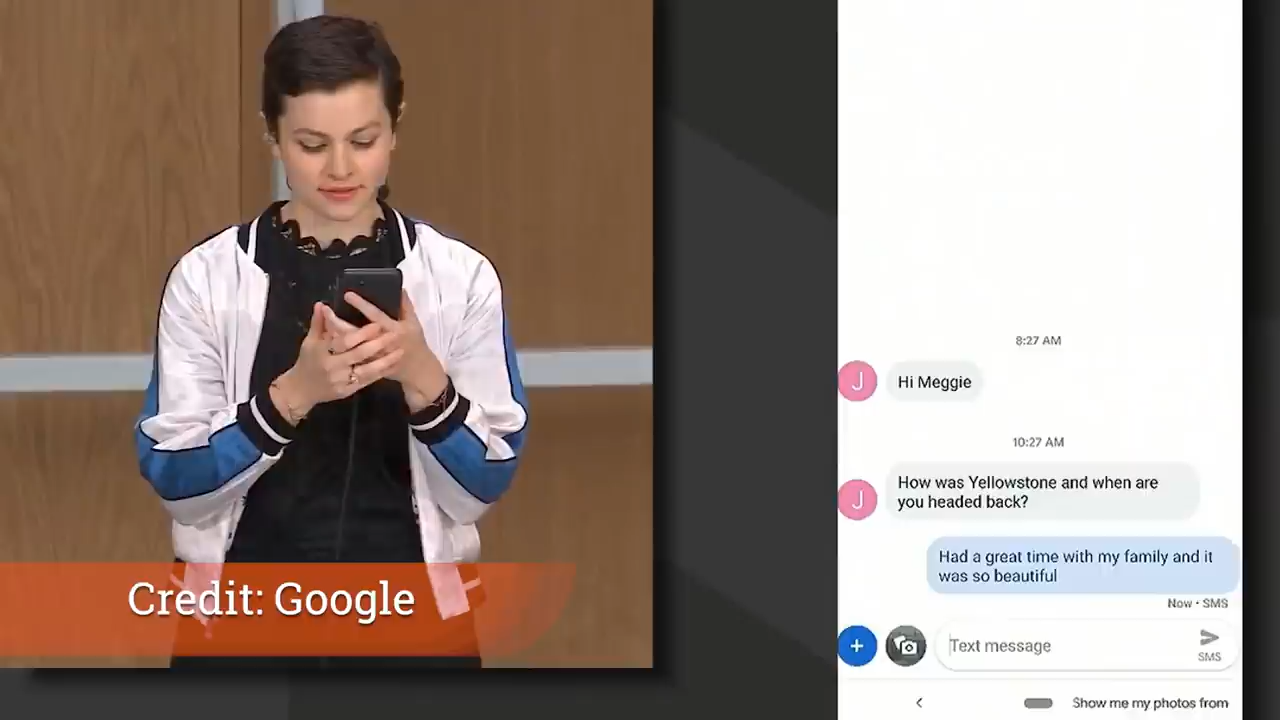 Credit: Google
8:27 AM
J
Hi Meggie
10:27 AM
J
How was Yellowstone and when are
you headed back?
Had a great time with my family and it
was so beautiful
Now • SMS
Text message
SMS
Show me my photos from